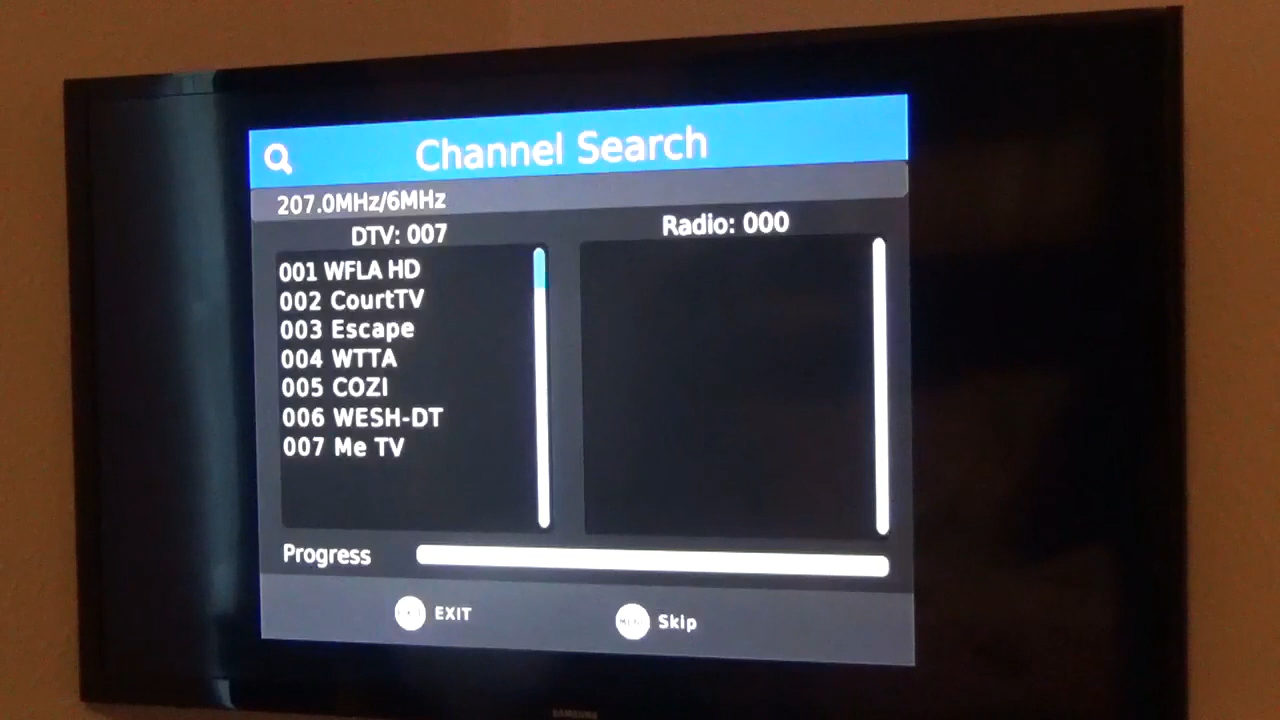 Channel Search
207.0MHz/6MHz
DTV: 007
Radio: 000
001 WFLA HD
002 CourtTV
003 Escape
004 WTTA
005 COZI
006 WESH-DT
007 Me TV
Progress
EXIT
Skip
SAMSUNG